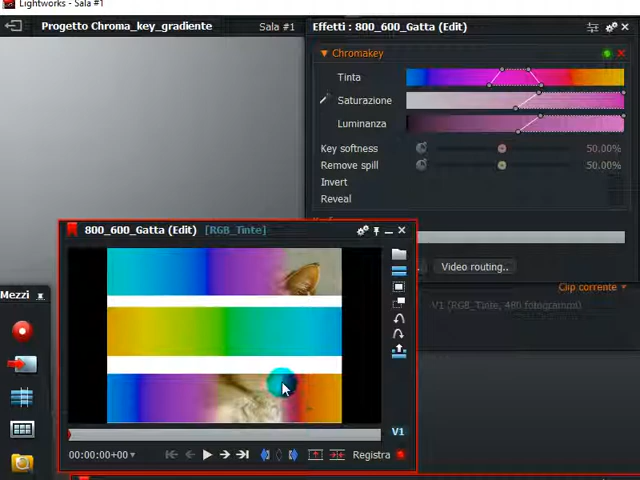 Lightworks - Sala #1
Progetto Chroma_key_gradiente
Sala #1
Effetti : 800_600_Gatta (Edit)
Chromakey
Tinta
Saturazione
Luminanza
Key softness
50.00%
Remove spill
50.00%
Invert
Reveal
800_600_Gatta (Edit)
[RGB_Tinte]
Video routing..
Clip corrente
V1 (RGB_Tinte, 480 fotogrammi)
Mezzi
V1
00:00:00+00
Registra